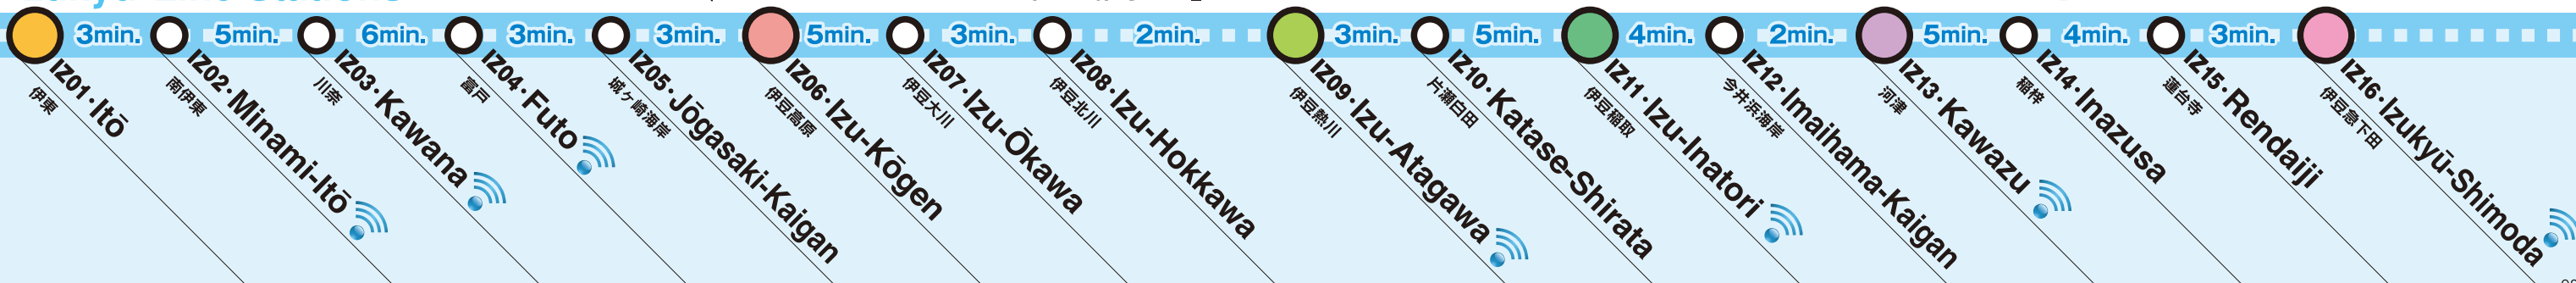 3min. 5min. 6min. 3min. 3min. 5min. 3min. 2min. 3min. 5min. 4min. 2min. 5min. 4min. 3min.
IZ01・Itō
伊東
IZ02・Minami-Itō
南伊東
IZ03・Kawana
川奈
IZ04・Futo
富戸
IZ05・Jōgasaki-Kaigan
城ケ崎海岸
IZ06・Izu-Kōgen
伊豆高原
IZ07・Izu-Ōkawa
伊豆大川
IZ08・Izu-Hokkawa
伊豆北川
IZ09・Izu-Atagawa
伊豆熱川
IZ10・Katase-Shirata
片瀬白田
IZ11・Izu-Inatori
伊豆稲取
IZ12・Imaihama-Kaigan
今井浜海岸
IZ13・Kawazu
河津
IZ14・Inazusa
稲梓
IZ15・Rendaiji
蓮台寺
IZ16・Izukyū-Shimoda
伊豆急下田